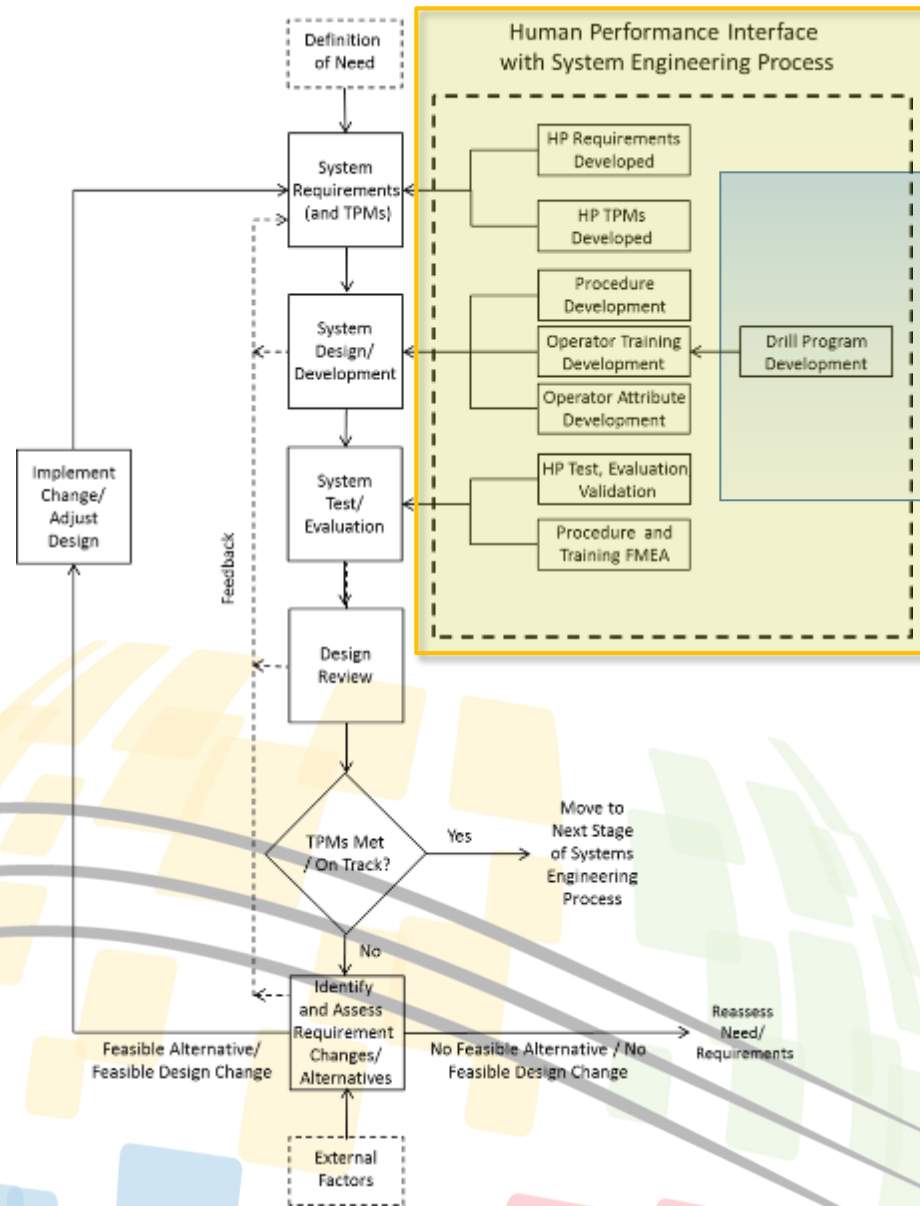 Definition
of Need
Human Performance Interface
with System Engineering Process
System
Requirements
(and TPMs)
HP Requirements
Developed
HP TPMs
Developed
System
Design/
Development
Procedure
Development
Operator Training
Development
Drill Program
Development
Operator Attribute
Development
System
Test/
Evaluation
HP Test, Evaluation,
Validation
Procedure and
Training FMEA
Implement
Change/
Adjust
Design
Feedback
Design
Review
TPMs Met
/ On Track?
Yes
Move to
Next Stage
of Systems
Engineering
Process
No
Identify
and Assess
Requirement
Changes/
Alternatives
Feasible Alternative/
Feasible Design Change
No Feasible Alternative / No
Feasible Design Change
Reassess
Need/
Requirements
External
Factors